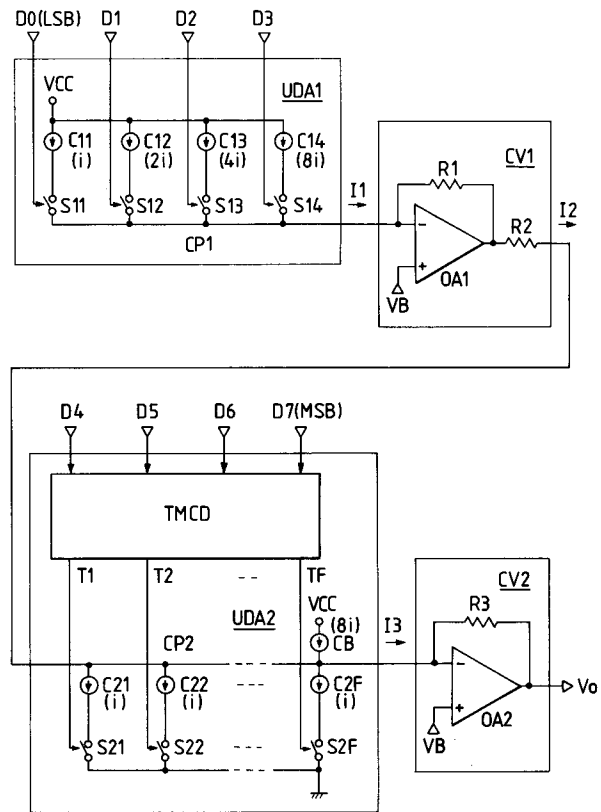 D0(LSB) D1 D2 D3
VCC UDA1
C11 C12 C13 C14
(i) (2i) (4i) (8i)
S11 S12 S13 S14
CP1
I1
CV1
R1
R2
I2
OA1
VB
D4 D5 D6 D7(MSB)
TMCD
T1 T2 -- TF
UDA2
VCC
(8i)
CB
CP2
I3
C21 C22 --- C2F
(i) (i) (i)
S21 S22 --- S2F
CV2
R3
OA2
VB
Vo